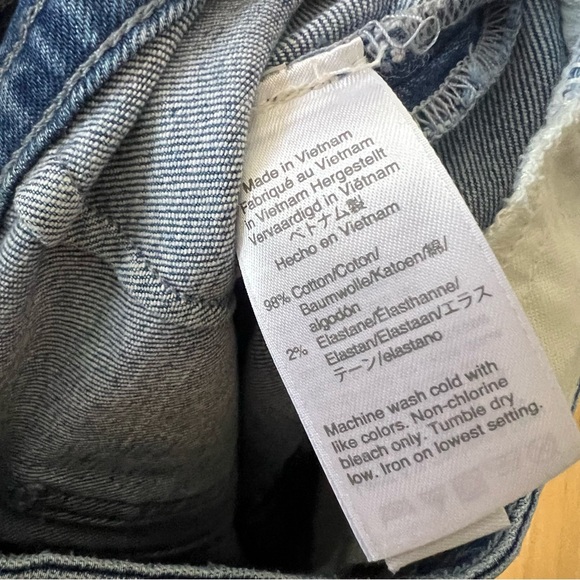 Made in Vietnam
Fabriqué au Vietnam
in Vietnam Hergestellt
Vervaardigd in Viëtnam
ベトナム製
Hecho en Vietnam
98% Cotton/Coton/
Baumwolle/Katoen/綿/
algodón
2% Elastane/Élasthanne/
Elastan/Elastaan/エラス
テーン/elastano
Machine wash cold with
like colors. Non-chlorine
bleach only. Tumble dry
low. Iron on lowest setting.